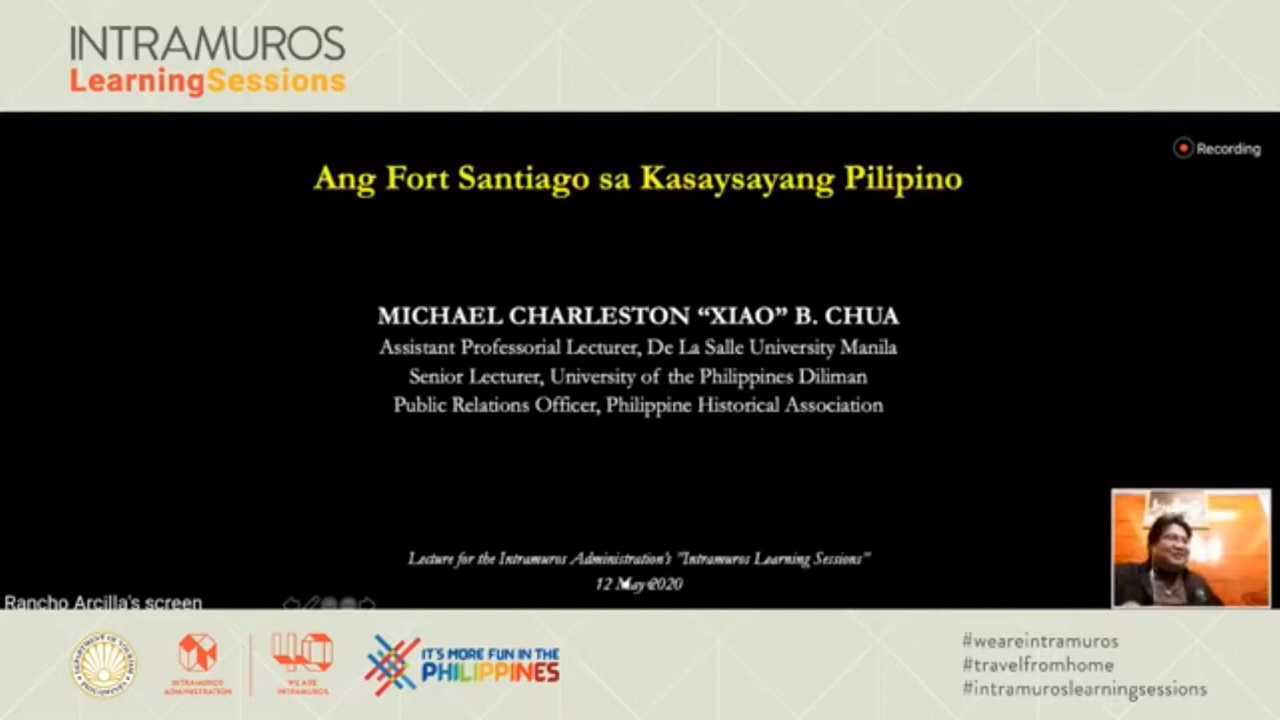 INTRAMUROS
LearningSessions
Recording
Ang Fort Santiago sa Kasaysayang Pilipino
MICHAEL CHARLESTON “XIAO” B. CHUA
Assistant Professorial Lecturer, De La Salle University Manila
Senior Lecturer, University of the Philippines Diliman
Public Relations Officer, Philippine Historical Association
Lecture for the Intramuros Administration's "Intramuros Learning Sessions"
12 May 2020
Rancho Arcilla's screen
DEPARTMENT OF TOURISM
INTRAMUROS
ADMINISTRATION
WE ARE
INTRAMUROS
IT'S MORE FUN IN THE
PHILIPPINES
#weareintramuros
#travelfromhome
#intramuroslearningsessions